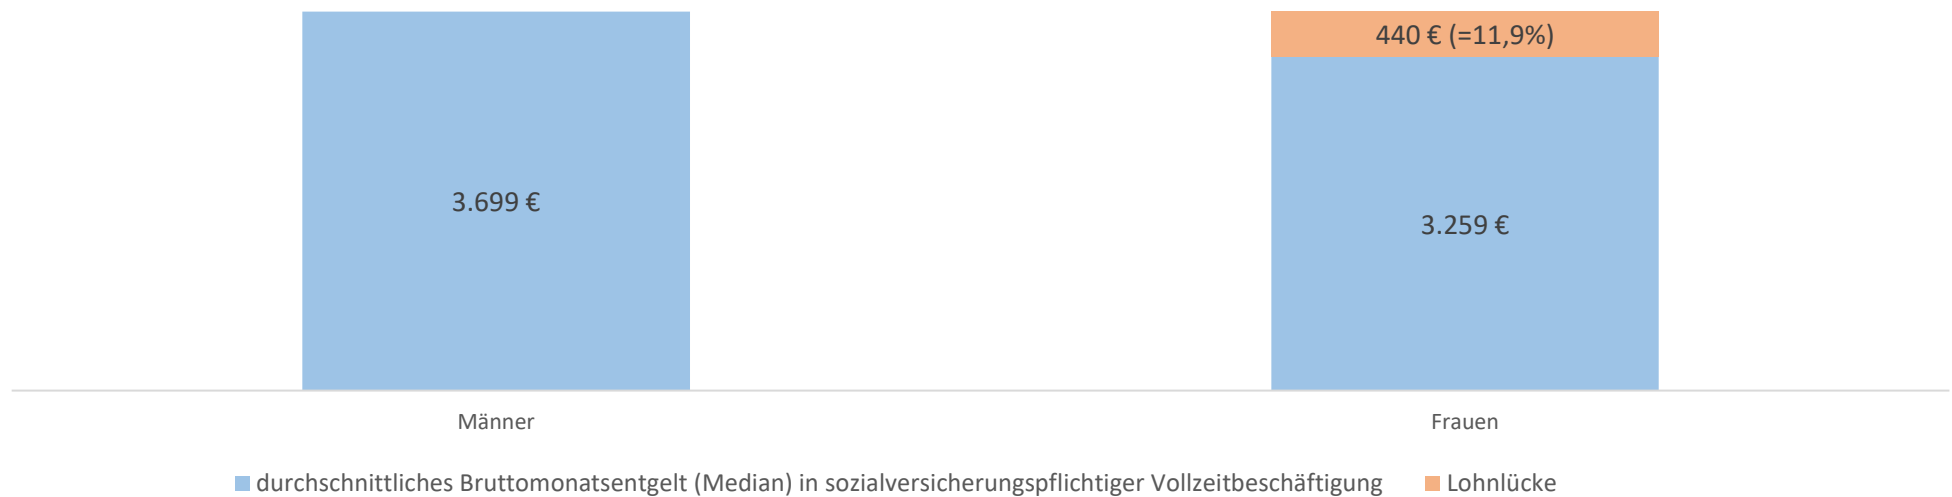 440 € (=11,9%)
3.699 €
3.259 €
Männer
Frauen
durchschnittliches Bruttomonatsentgelt (Median) in sozialversicherungspflichtiger Vollzeitbeschäftigung
Lohnlücke